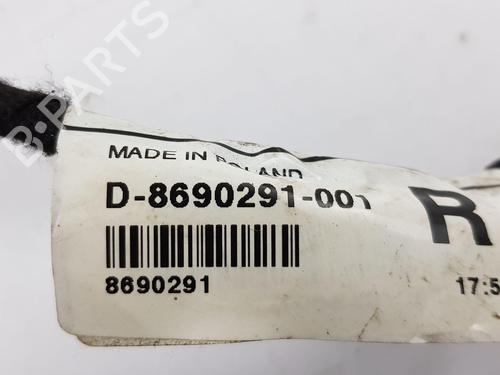 B-PARTS
MADE IN POLAND
D-8690291-001
R
8690291
17:5